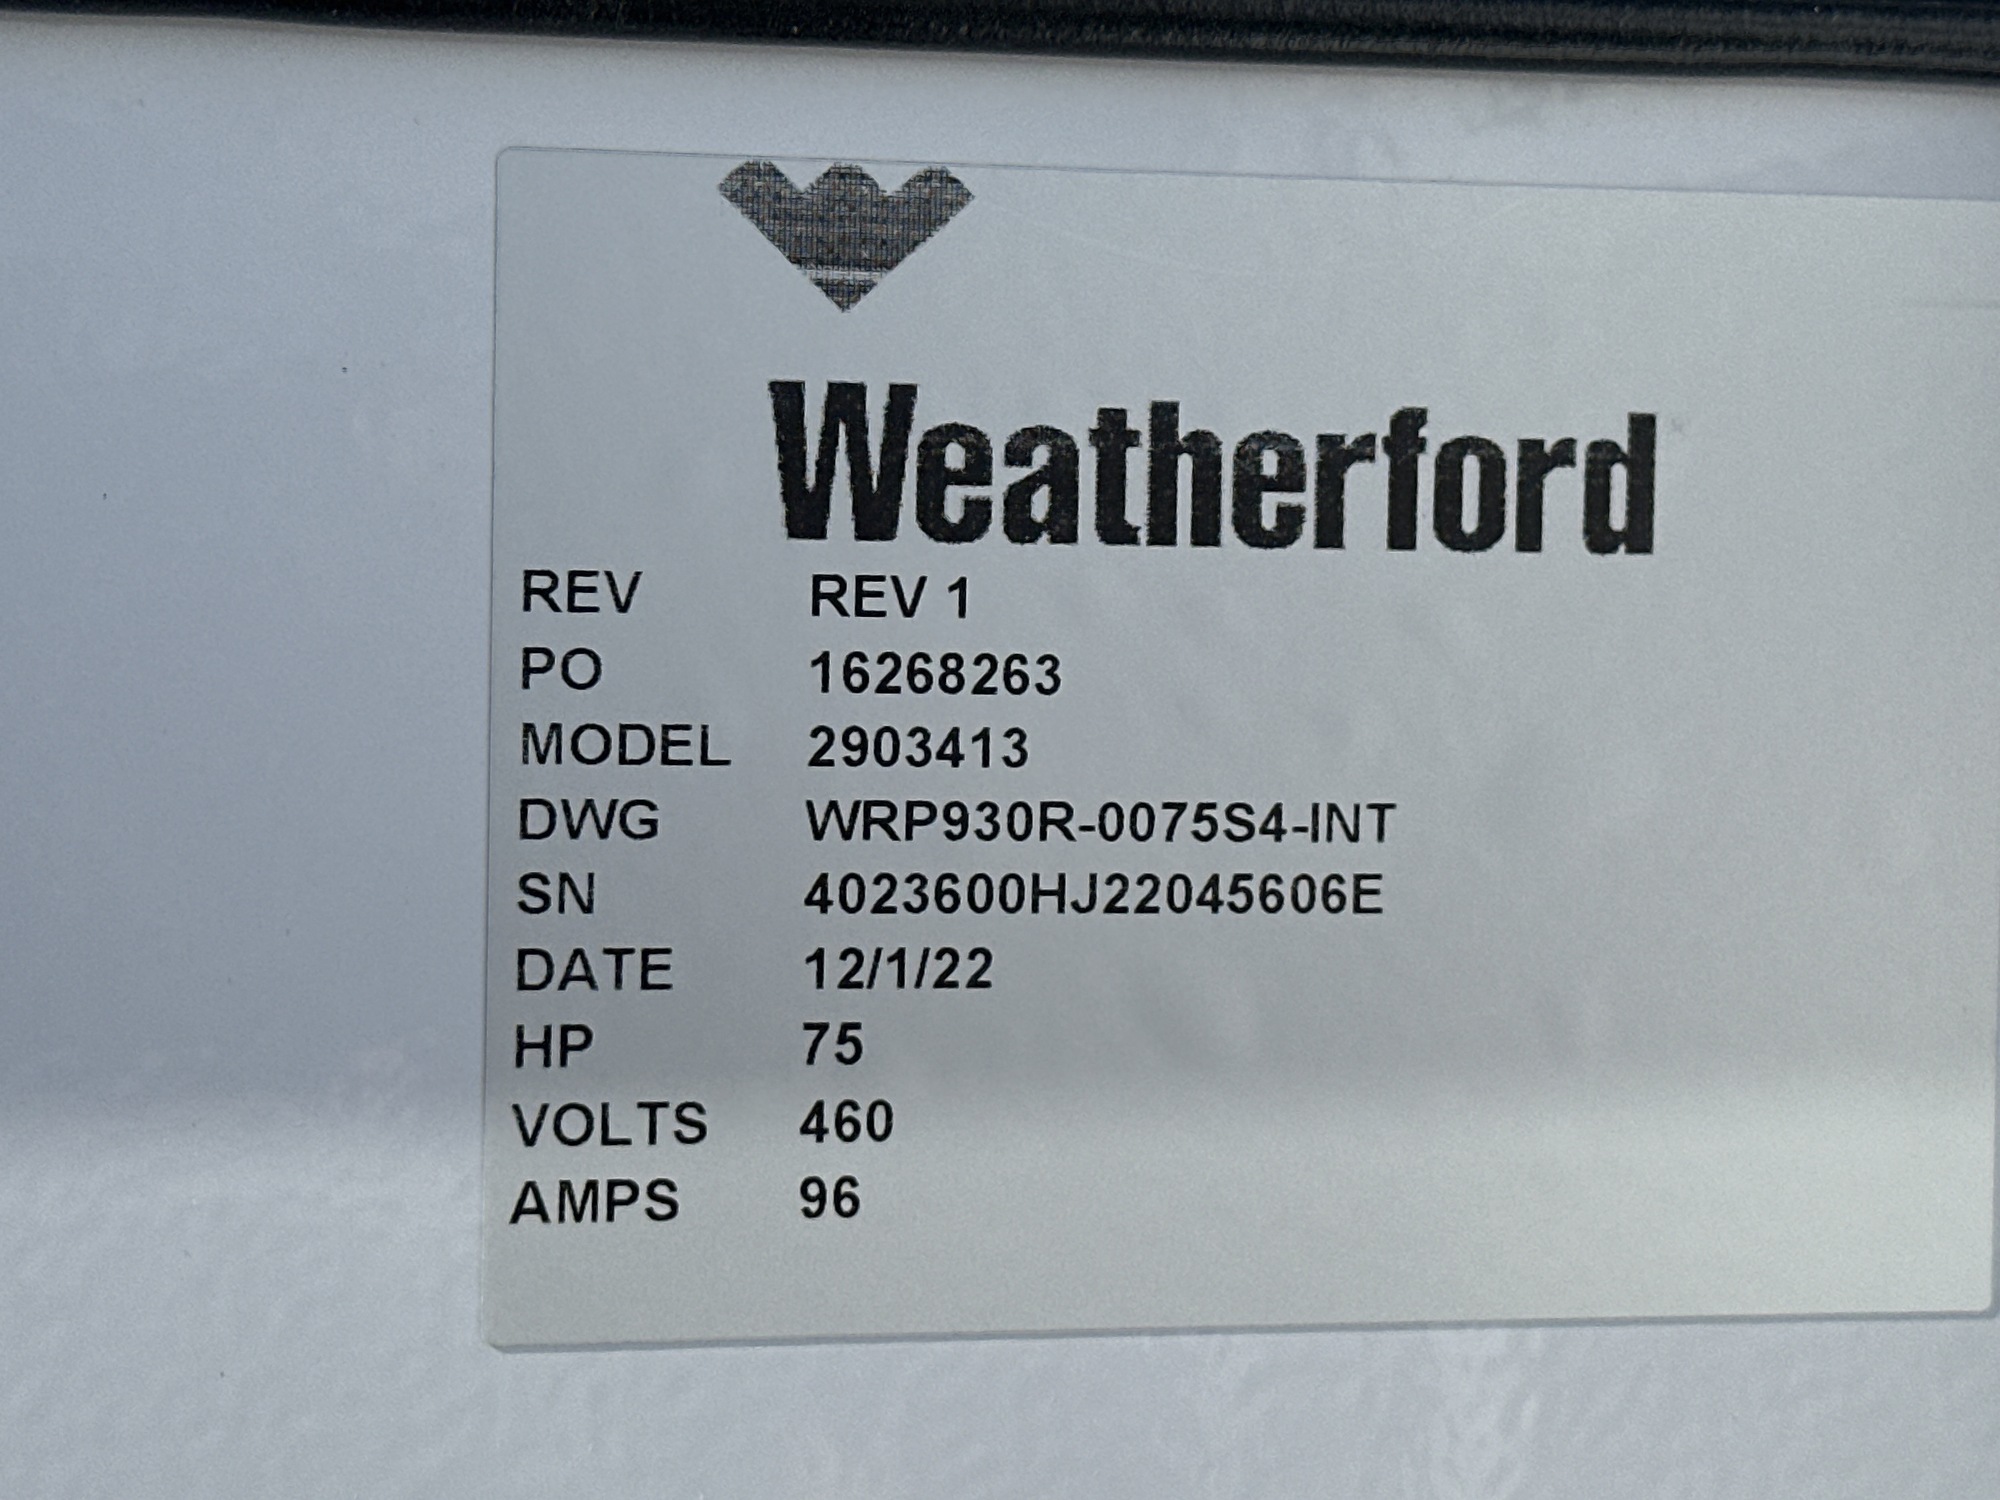 Weatherford
REV REV 1
PO 16268263
MODEL 2903413
DWG WRP930R-0075S4-INT
SN 4023600HJ22045606E
DATE 12/1/22
HP 75
VOLTS 460
AMPS 96